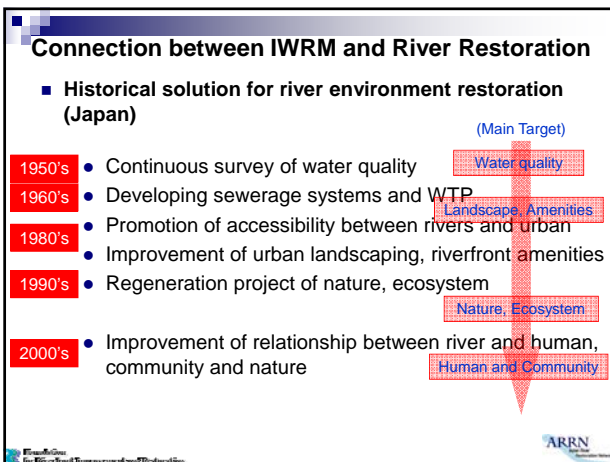 Connection between IWRM and River Restoration
Historical solution for river environment restoration
(Japan)
(Main Target)
1950's
Continuous survey of water quality
Water quality
1960's
Developing sewerage systems and WTP
Landscape, Amenities
1980's
Promotion of accessibility between rivers and urban
Improvement of urban landscaping, riverfront amenities
1990's
Regeneration project of nature, ecosystem
Nature, Ecosystem
2000's
Improvement of relationship between river and human,
community and nature
Human and Community
ARRN